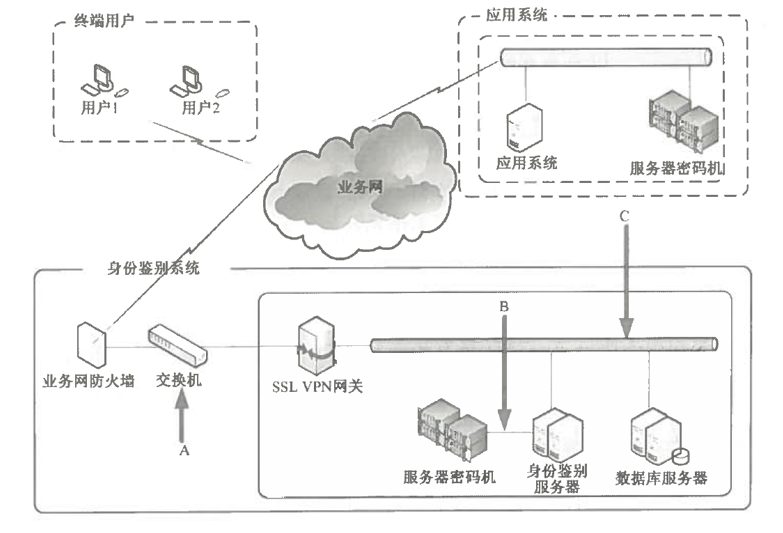 终端用户
用户1
用户2
应用系统
应用系统
服务器密码机
业务网
C
身份鉴别系统
B
业务网防火墙
交换机
SSL VPN网关
A
服务器密码机
身份鉴别
服务器
数据库服务器